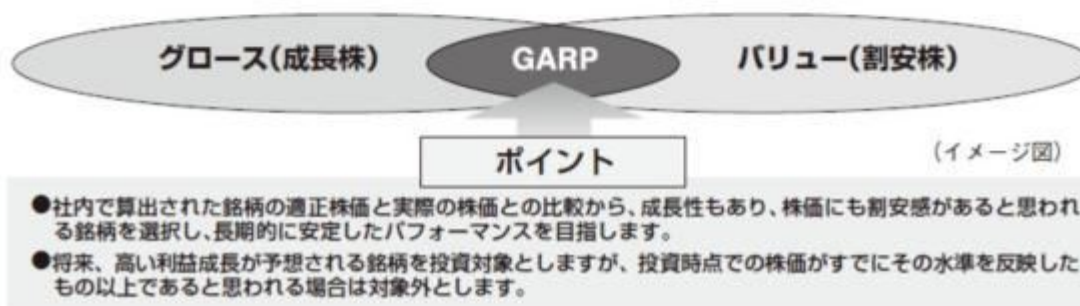 グロース(成長株) GARP バリュー(割安株)
ポイント
(イメージ図)
●社内で算出された銘柄の適正株価と実際の株価との比較から、成長性もあり、株価にも割安感があると思われ
る銘柄を選択し、長期的に安定したパフォーマンスを目指します。
●将来、高い利益成長が予想される銘柄を投資対象としますが、投資時点での株価がすでにその水準を反映した
もの以上であると思われる場合は対象外とします。